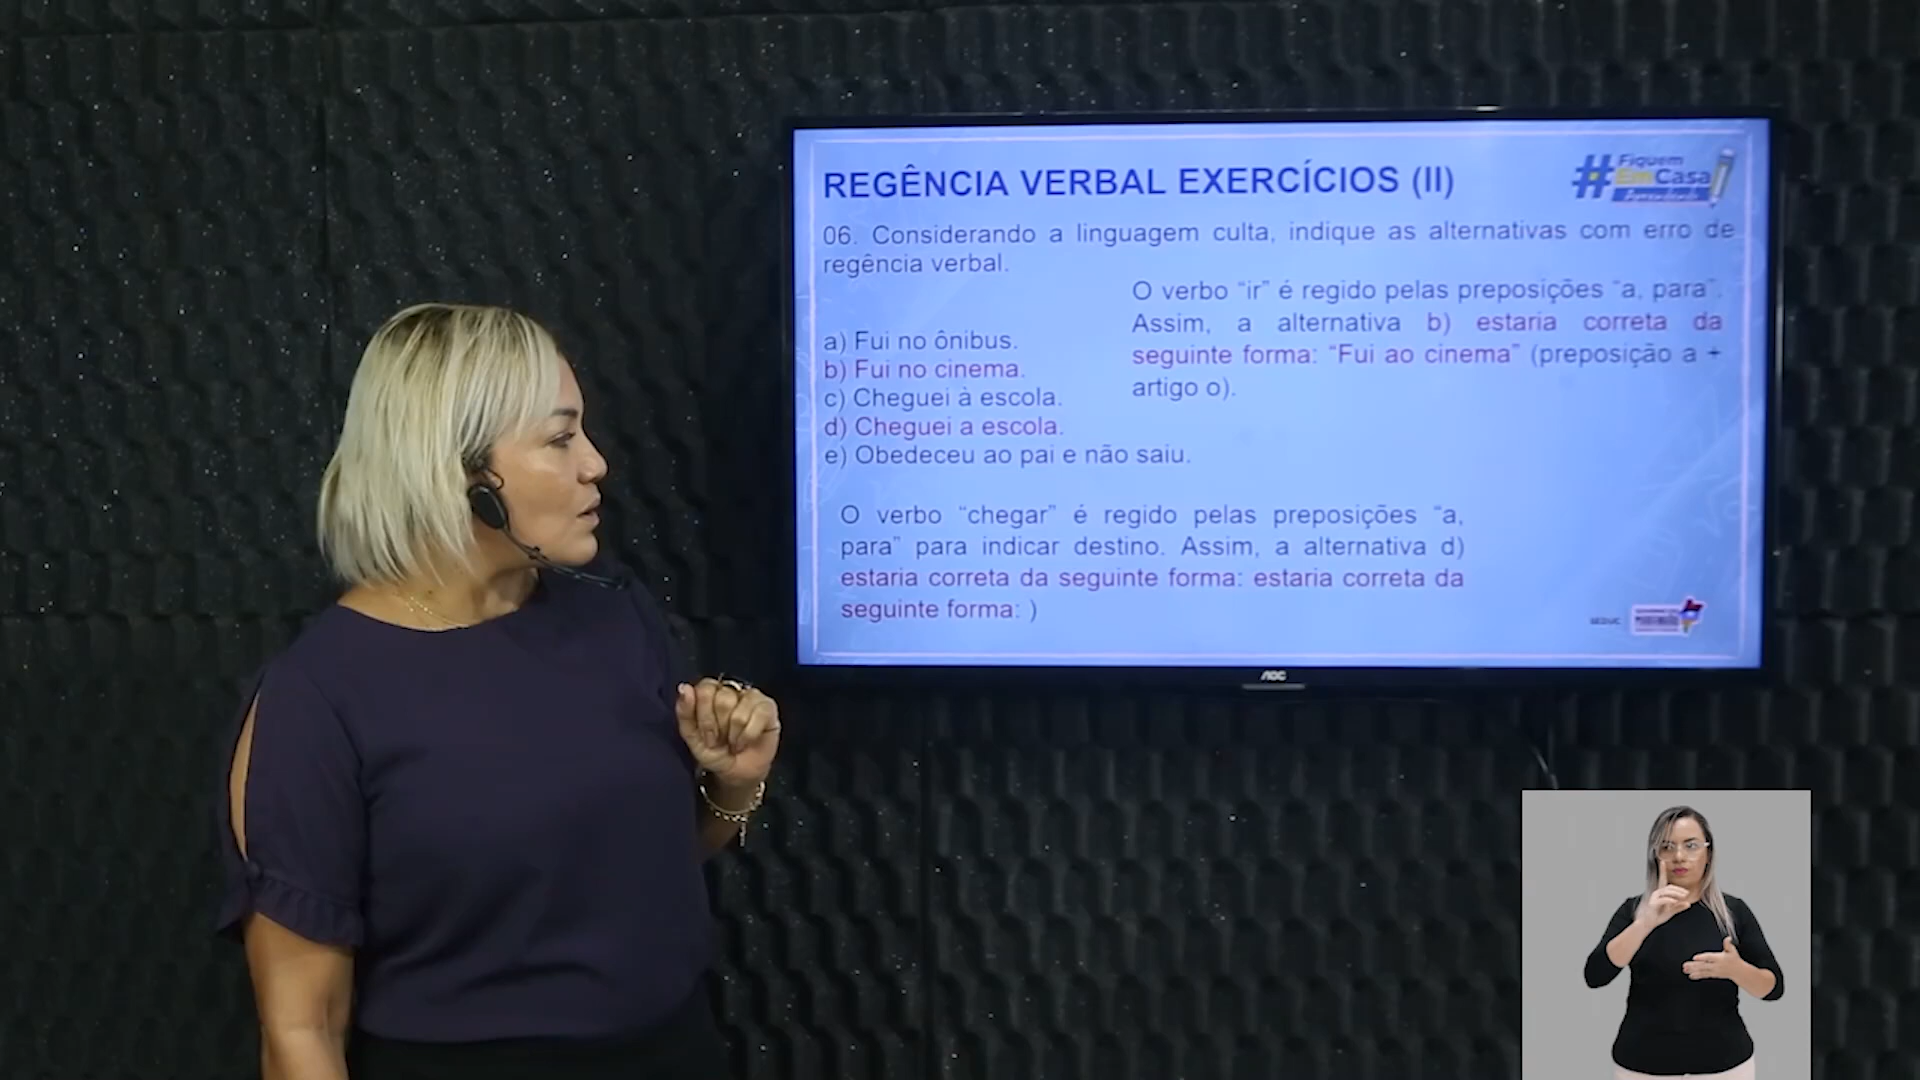 REGÊNCIA VERBAL EXERCÍCIOS (II)
#Fiquem
EmCasa
06. Considerando a linguagem culta, indique as alternativas com erro de
regência verbal.
O verbo “ir” é regido pelas preposições “a, para”.
Assim, a alternativa b) estaria correta da
seguinte forma: “Fui ao cinema” (preposição a +
artigo o).
a) Fui no ônibus.
b) Fui no cinema.
c) Cheguei à escola.
d) Cheguei a escola.
e) Obedeceu ao pai e não saiu.
O verbo “chegar” é regido pelas preposições “a,
para” para indicar destino. Assim, a alternativa d)
estaria correta da seguinte forma: estaria correta da
seguinte forma: )
SEDUC
AOC